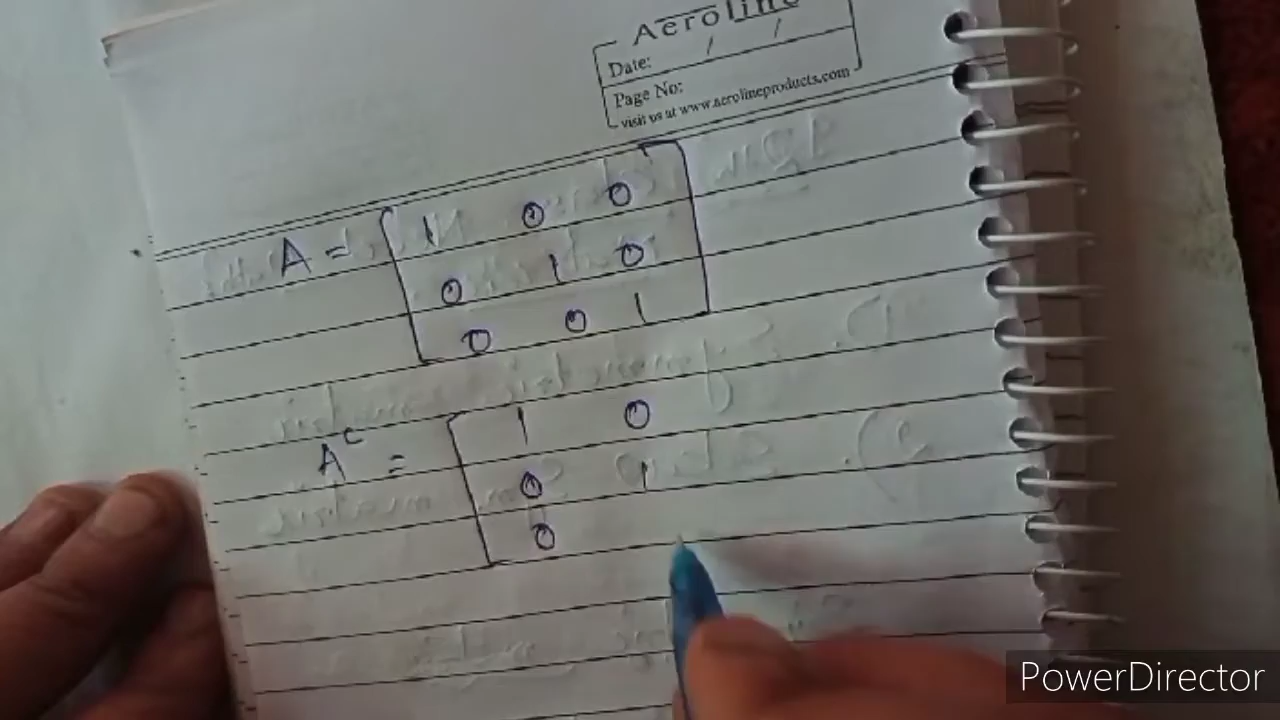 Aeroline
Date: / /
Page No:
visit us at www.aerolineproducts.com
A = [ 1 0 0 ]
0 1 0
0 0 1
A^c = [ 1 0
0 1
0
PowerDirector